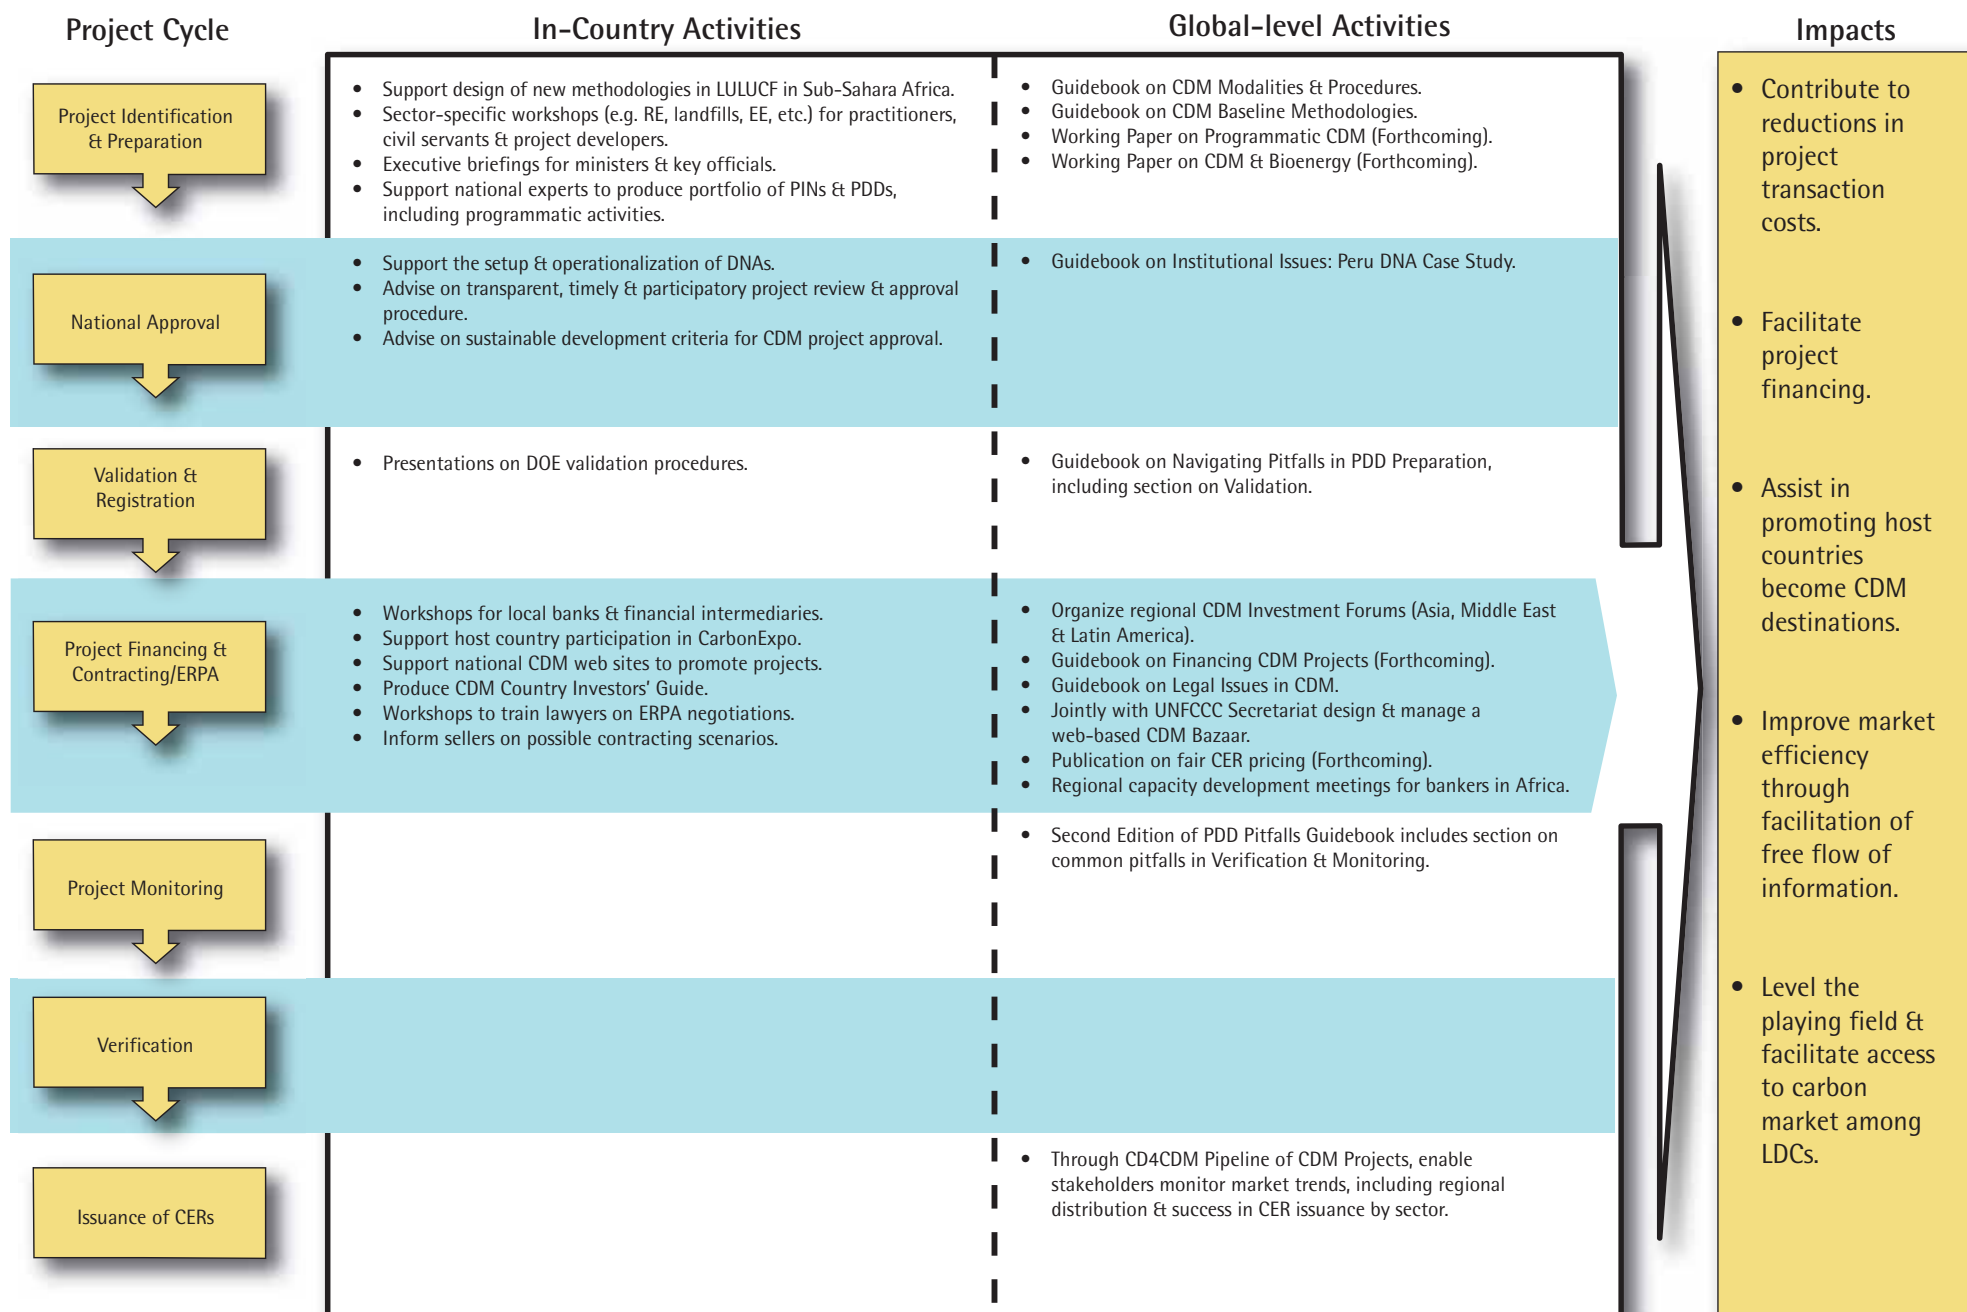 Project Cycle
In-Country Activities
Global-level Activities
Impacts
Project Identification
& Preparation
• Support design of new methodologies in LULUCF in Sub-Sahara Africa.
• Sector-specific workshops (e.g. RE, landfills, EE, etc.) for practitioners,
civil servants & project developers.
• Executive briefings for ministers & key officials.
• Support national experts to produce portfolio of PINs & PDDs,
including programmatic activities.
• Guidebook on CDM Modalities & Procedures.
• Guidebook on CDM Baseline Methodologies.
• Working Paper on Programmatic CDM (Forthcoming).
• Working Paper on CDM & Bioenergy (Forthcoming).
National Approval
• Support the setup & operationalization of DNAs.
• Advise on transparent, timely & participatory project review & approval
procedure.
• Advise on sustainable development criteria for CDM project approval.
• Guidebook on Institutional Issues: Peru DNA Case Study.
Validation &
Registration
• Presentations on DOE validation procedures.
• Guidebook on Navigating Pitfalls in PDD Preparation,
including section on Validation.
Project Financing &
Contracting/ERPA
• Workshops for local banks & financial intermediaries.
• Support host country participation in CarbonExpo.
• Support national CDM web sites to promote projects.
• Produce CDM Country Investors' Guide.
• Workshops to train lawyers on ERPA negotiations.
• Inform sellers on possible contracting scenarios.
• Organize regional CDM Investment Forums (Asia, Middle East
& Latin America).
• Guidebook on Financing CDM Projects (Forthcoming).
• Guidebook on Legal Issues in CDM.
• Jointly with UNFCCC Secretariat design & manage a
web-based CDM Bazaar.
• Publication on fair CER pricing (Forthcoming).
• Regional capacity development meetings for bankers in Africa.
Project Monitoring
• Second Edition of PDD Pitfalls Guidebook includes section on
common pitfalls in Verification & Monitoring.
Verification
Issuance of CERs
• Through CD4CDM Pipeline of CDM Projects, enable
stakeholders monitor market trends, including regional
distribution & success in CER issuance by sector.
• Contribute to
reductions in
project
transaction
costs.
• Facilitate
project
financing.
• Assist in
promoting host
countries
become CDM
destinations.
• Improve market
efficiency
through
facilitation of
free flow of
information.
• Level the
playing field &
facilitate access
to carbon
market among
LDCs.